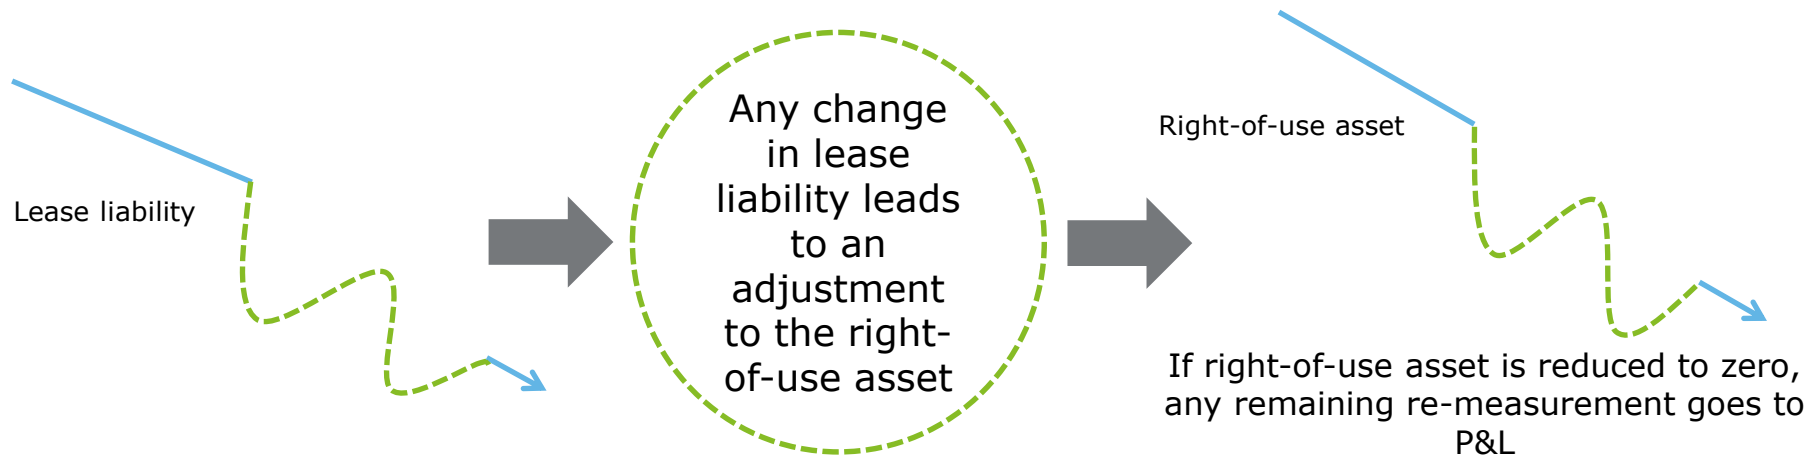 Lease liability
Any change
in lease
liability leads
to an
adjustment
to the right-
of-use asset
Right-of-use asset
If right-of-use asset is reduced to zero,
any remaining re-measurement goes to
P&L